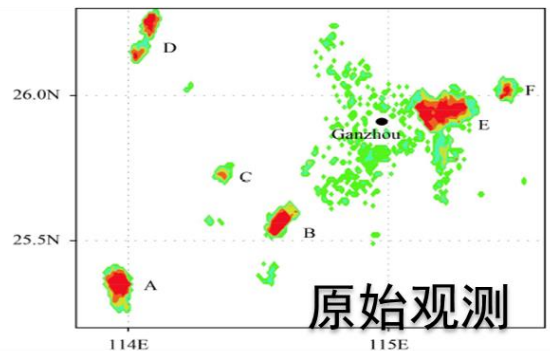 D
26.0N
F
Ganzhou
E
C
B
25.5N
A
原始观测
114E
115E